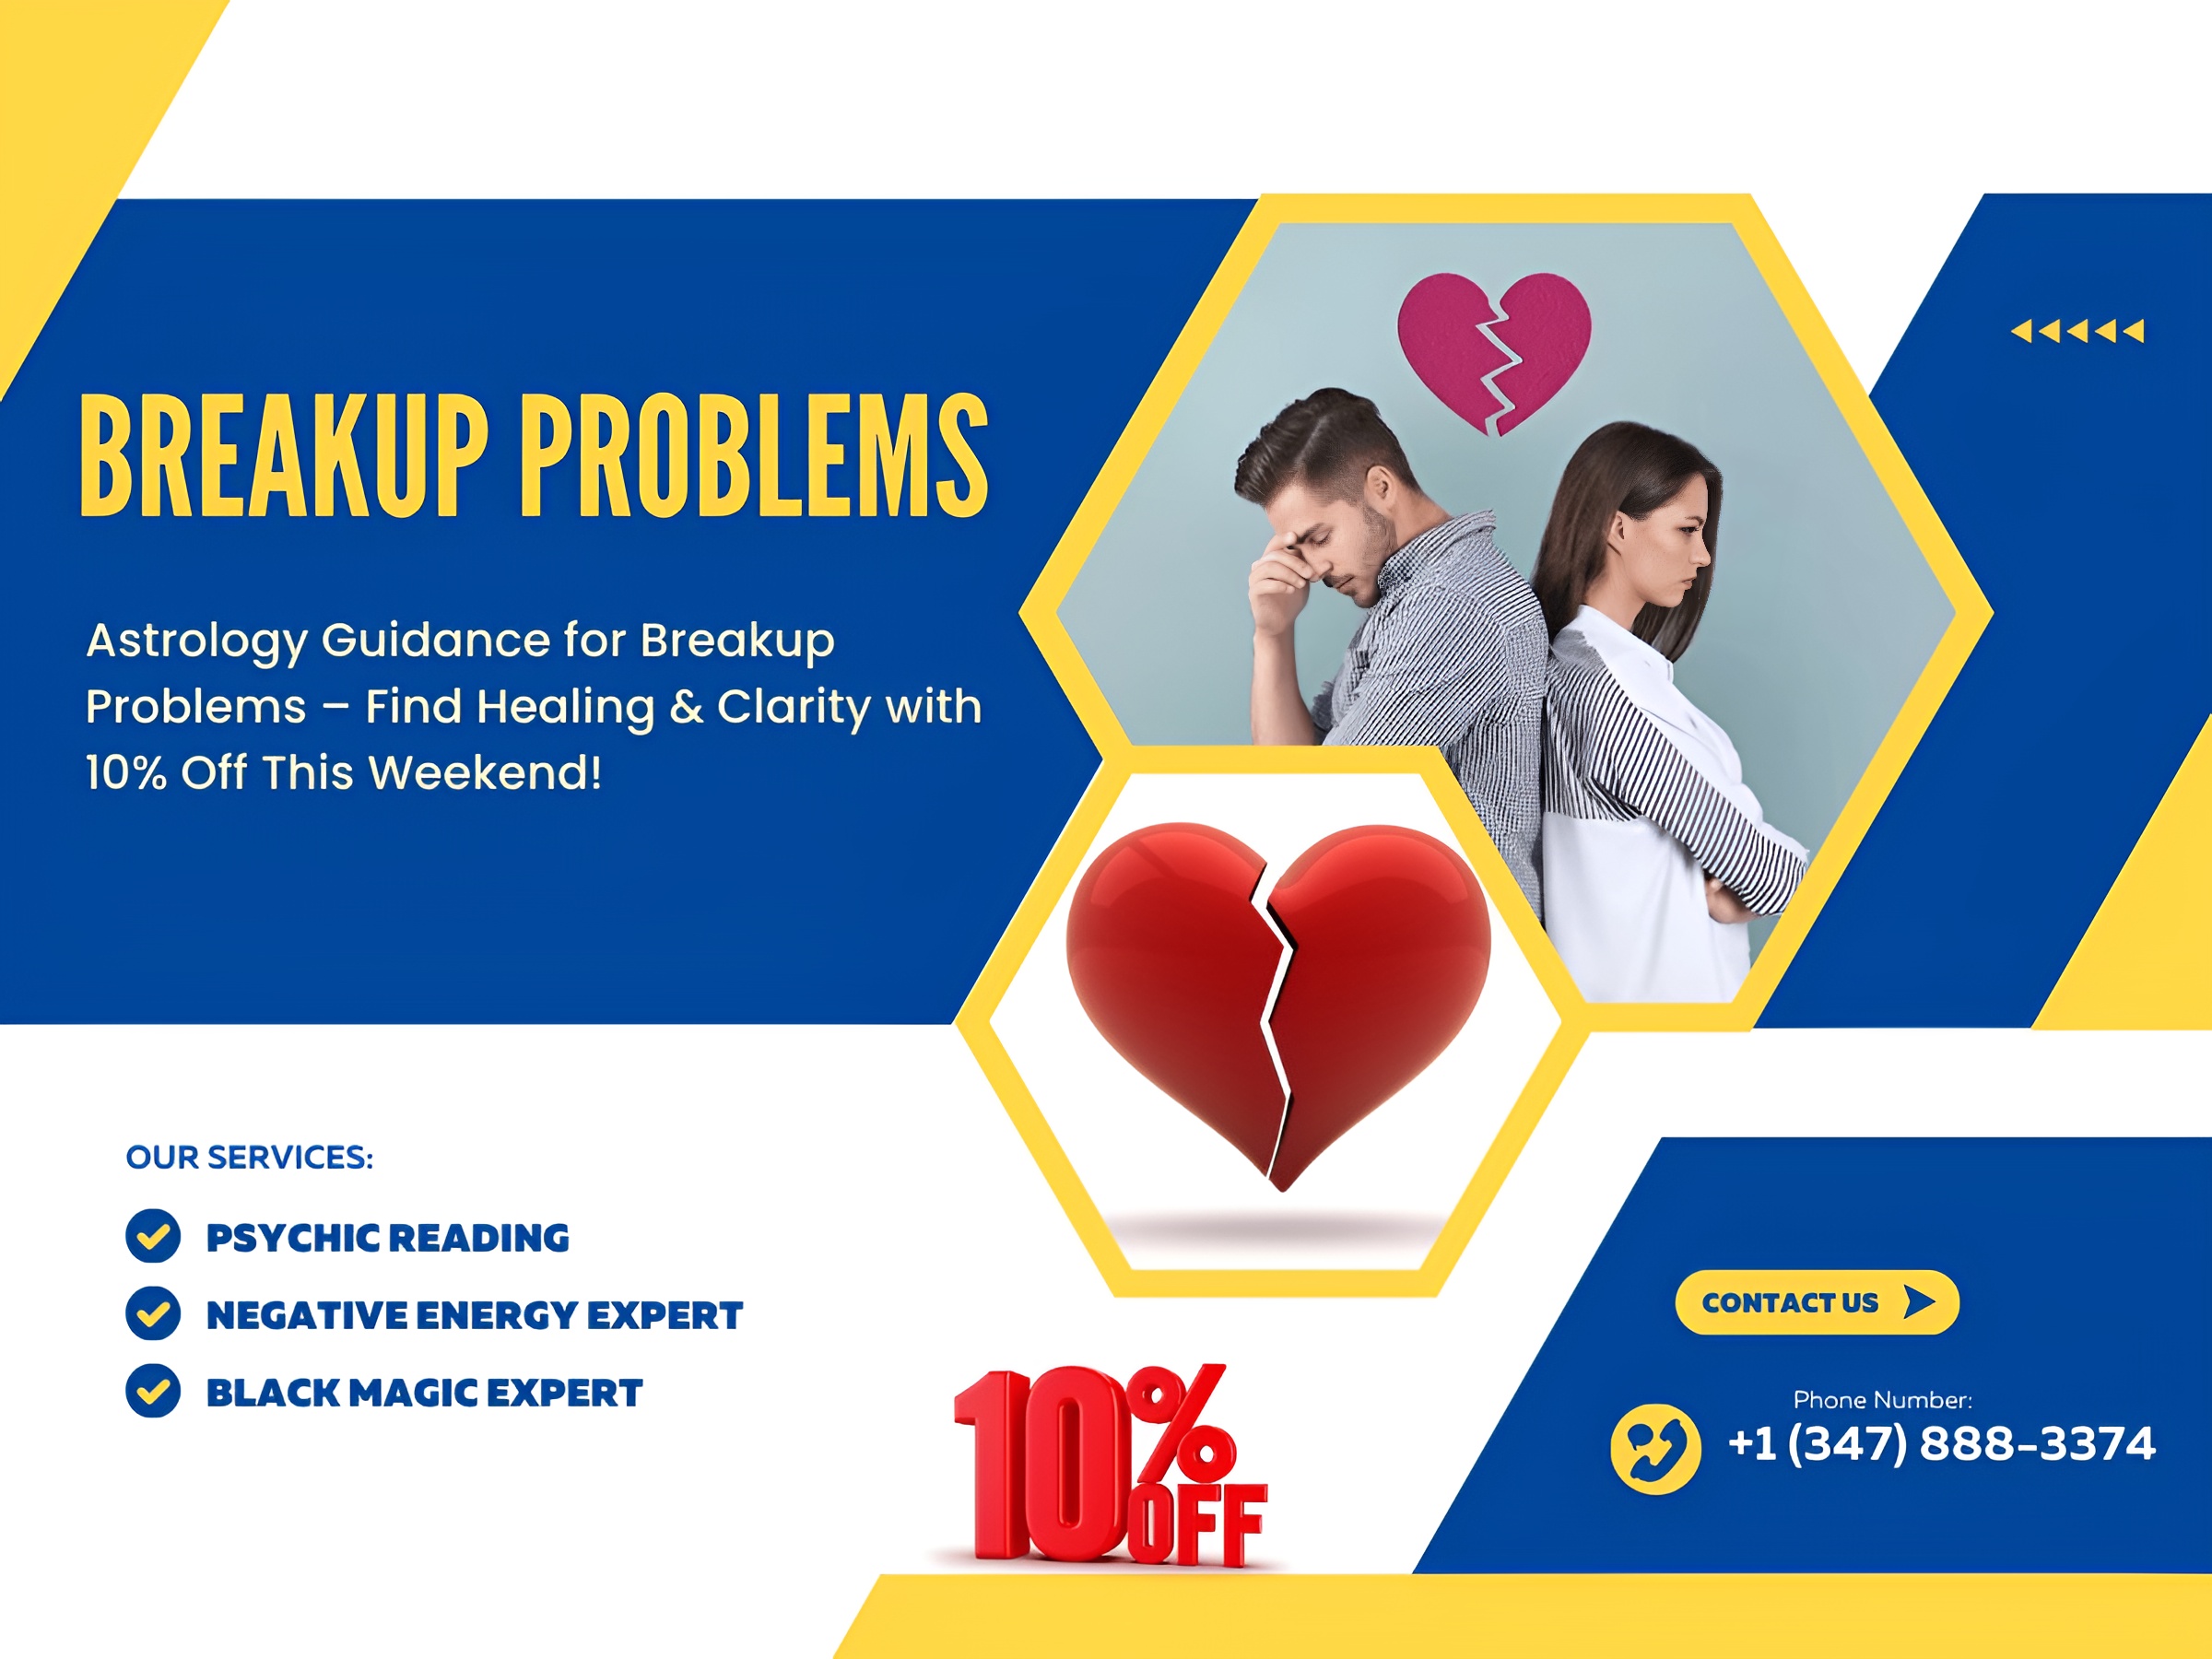 BREAKUP PROBLEMS
Astrology Guidance for Breakup
Problems – Find Healing & Clarity with
10% Off This Weekend!
OUR SERVICES:
PSYCHIC READING
NEGATIVE ENERGY EXPERT
BLACK MAGIC EXPERT
10% OFF
CONTACT US
Phone Number:
+1 (347) 888-3374